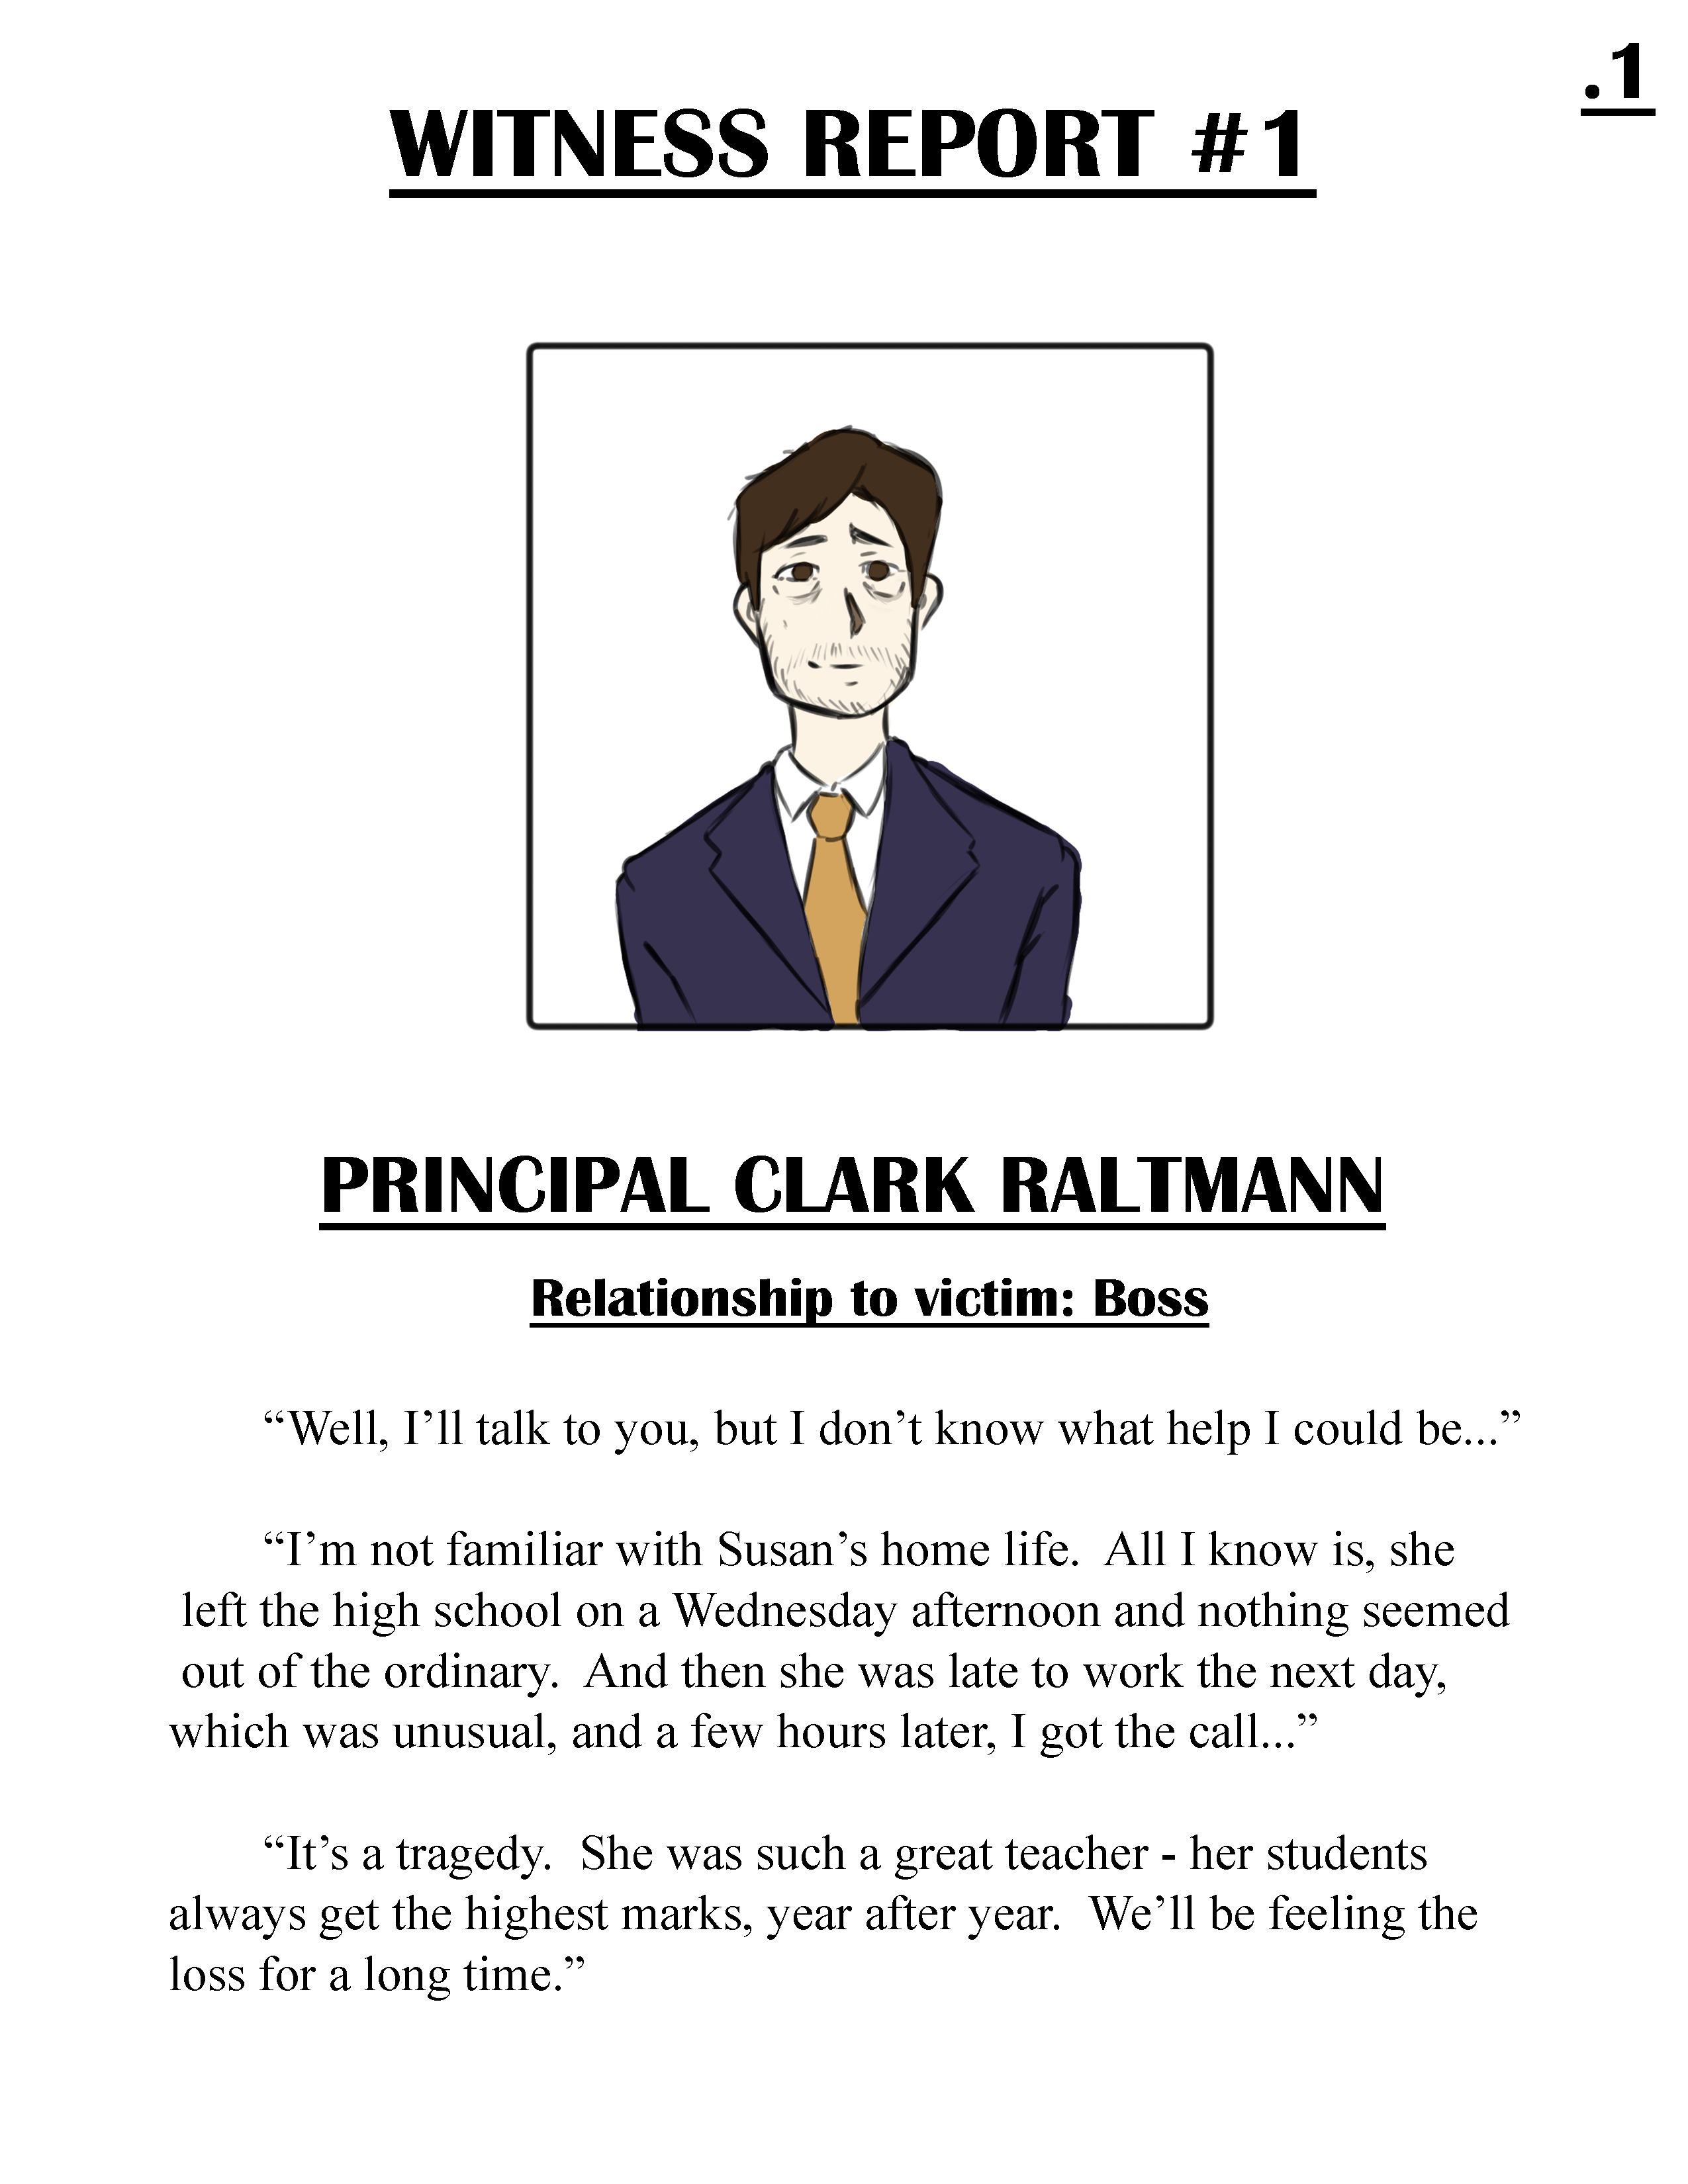 .1
WITNESS REPORT #1
PRINCIPAL CLARK RALTMANN
Relationship to victim: Boss
“Well, I’ll talk to you, but I don’t know what help I could be...”
“I’m not familiar with Susan’s home life.  All I know is, she
left the high school on a Wednesday afternoon and nothing seemed
out of the ordinary.  And then she was late to work the next day,
which was unusual, and a few hours later, I got the call...”
“It’s a tragedy.  She was such a great teacher - her students
always get the highest marks, year after year.  We’ll be feeling the
loss for a long time.”